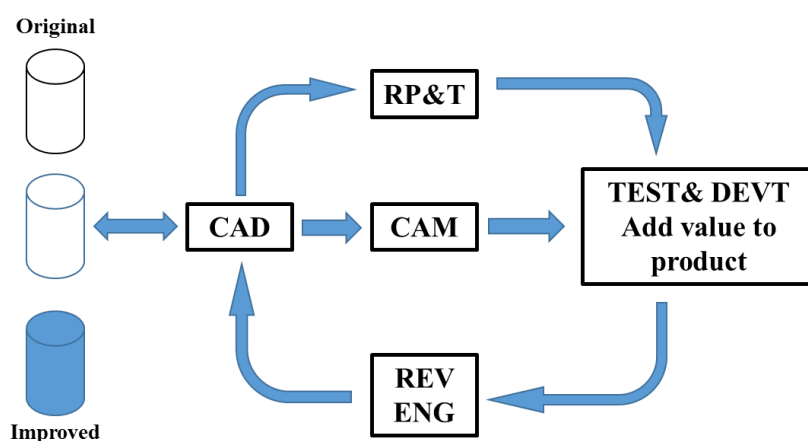 Original
RP&T
CAD
CAM
TEST& DEVT
Add value to
product
REV
ENG
Improved